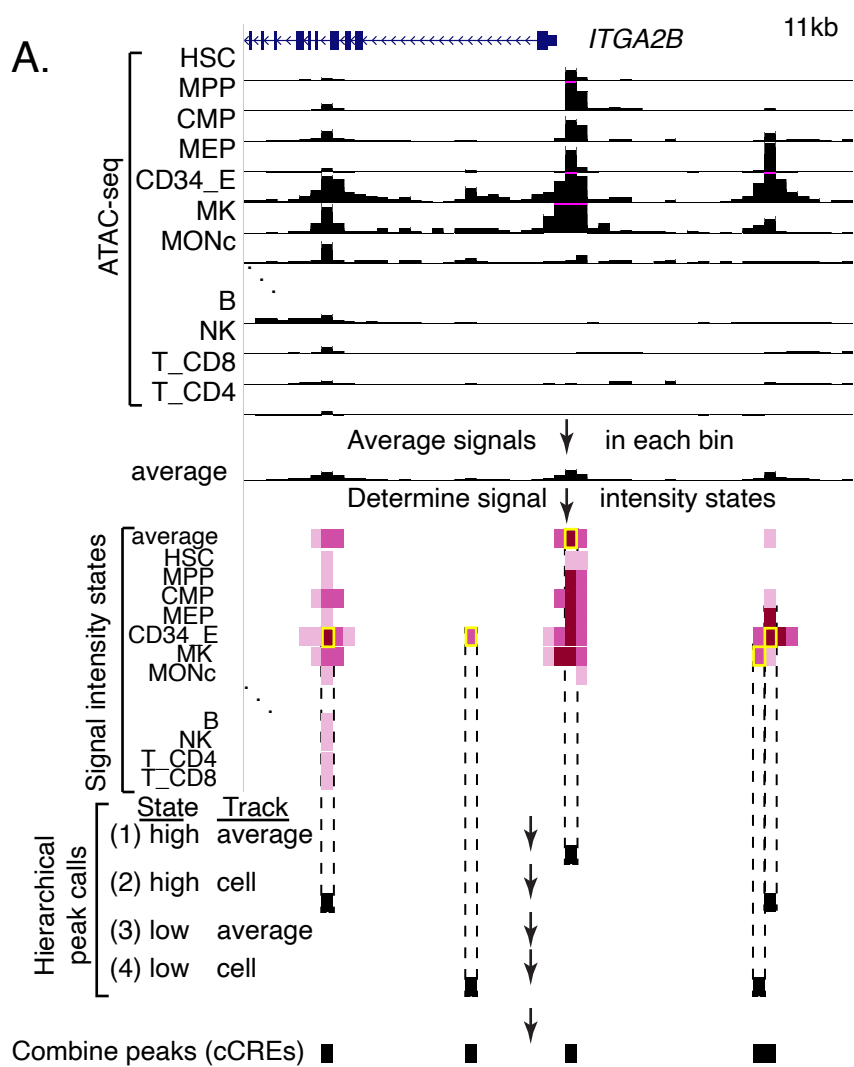 A.
ITGA2B
11kb
ATAC-seq
HSC
MPP
CMP
MEP
CD34_E
MK
MONc
B
NK
T_CD8
T_CD4
Average signals in each bin
average
Determine signal intensity states
Signal intensity states
average
HSC
MPP
CMP
MEP
CD34_E
MK
MONc
B
NK
T_CD4
T_CD8
Hierarchical
peak calls
State Track
(1) high average
(2) high cell
(3) low average
(4) low cell
Combine peaks (cCREs)